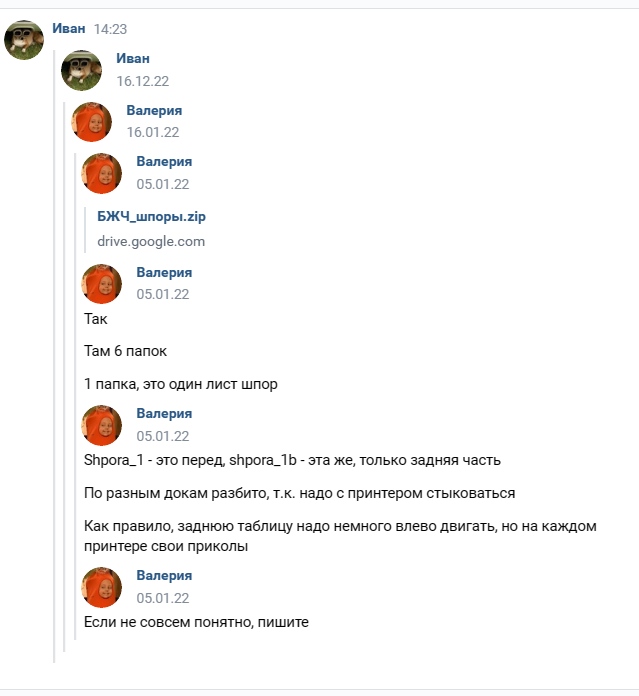 Иван 14:23
Иван
16.12.22
Валерия
16.01.22
Валерия
05.01.22
БЖЧ_шпоры.zip
drive.google.com
Валерия
05.01.22
Так
Там 6 папок
1 папка, это один лист шпор
Валерия
05.01.22
Shpora_1 - это перед, shpora_1b - эта же, только задняя часть
По разным докам разбито, т.к. надо с принтером стыковаться
Как правило, заднюю таблицу надо немного влево двигать, но на каждом
принтере свои приколы
Валерия
05.01.22
Если не совсем понятно, пишите